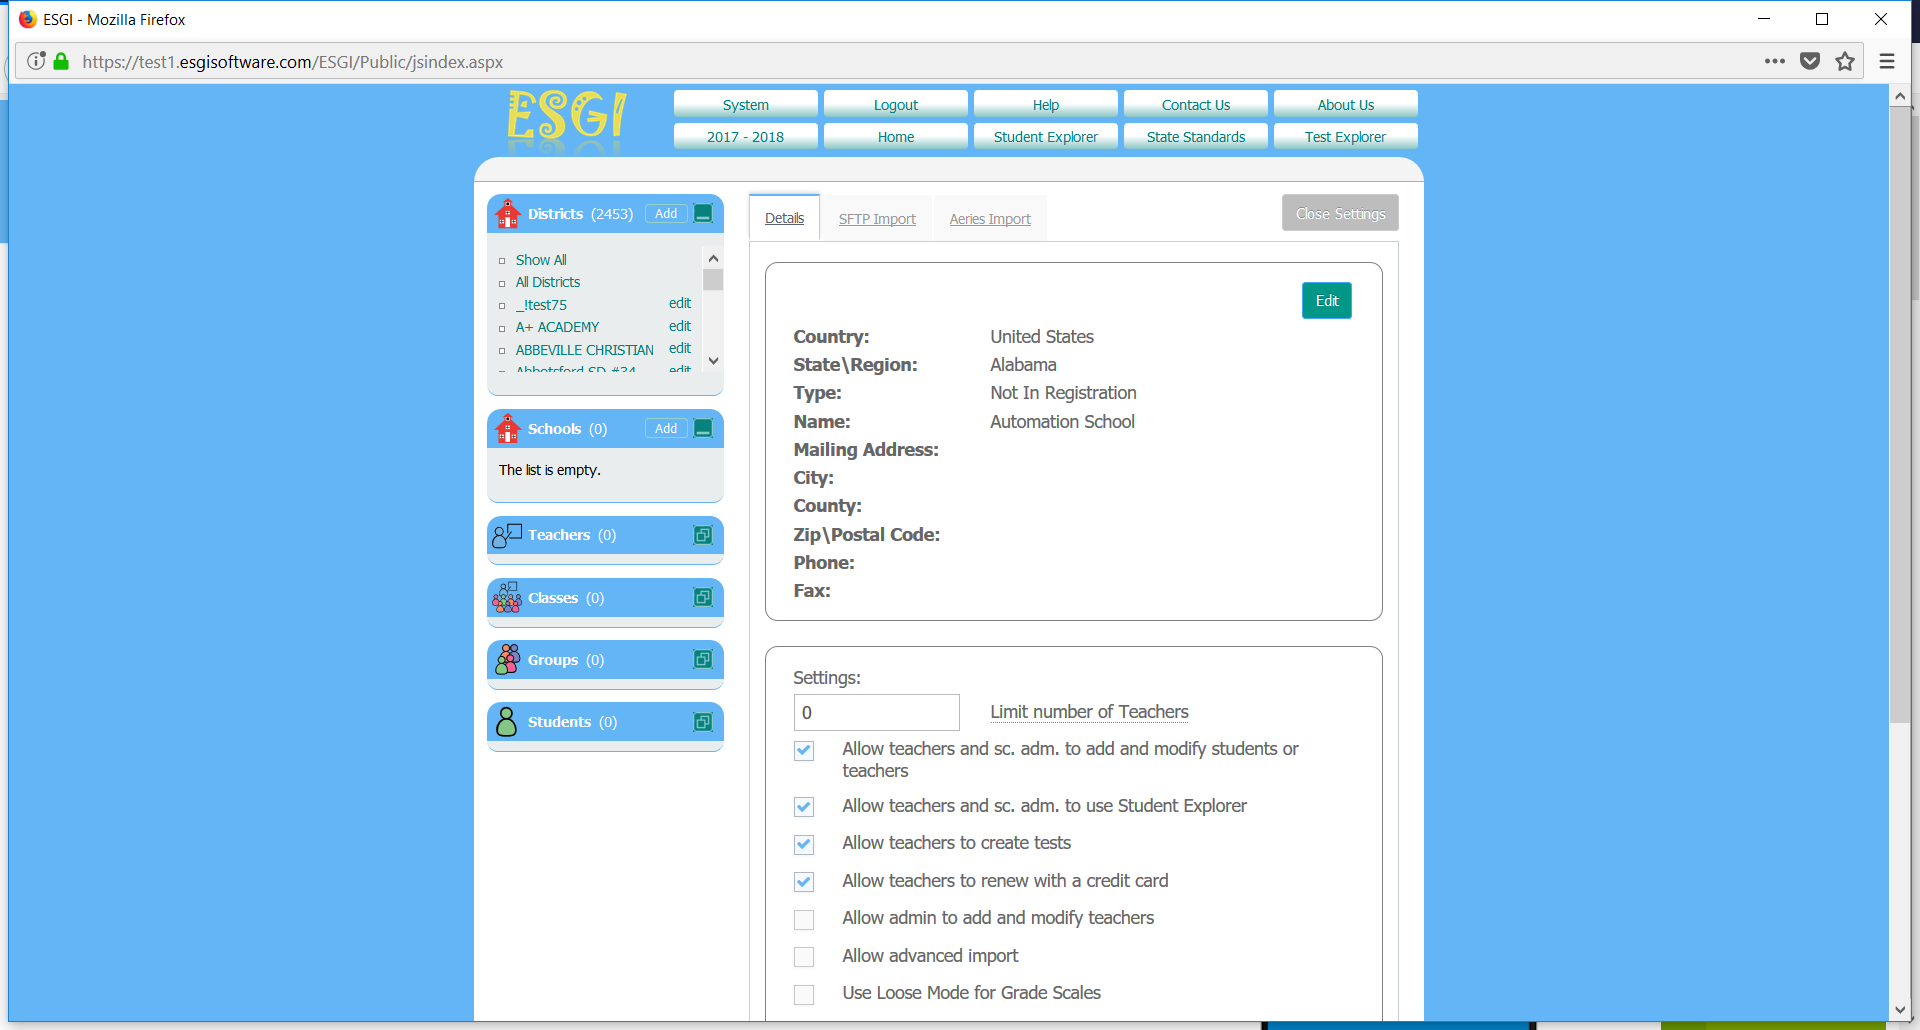 ESGI - Mozilla Firefox
https://test1.esgisoftware.com/ESGI/Public/jsindex.aspx
ESGI
System Logout Help Contact Us About Us
2017 - 2018 Home Student Explorer State Standards Test Explorer
Districts (2453) Add
Show All
All Districts
_!test75 edit
A+ ACADEMY edit
ABBEVILLE CHRISTIAN edit
Abbotsford SD #34 edit
Schools (0) Add
The list is empty.
Teachers (0)
Classes (0)
Groups (0)
Students (0)
Details SFTP Import Aeries Import Close Settings
Edit
Country: United States
State\Region: Alabama
Type: Not In Registration
Name: Automation School
Mailing Address:
City:
County:
Zip\Postal Code:
Phone:
Fax:
Settings:
0 Limit number of Teachers
Allow teachers and sc. adm. to add and modify students or
teachers
Allow teachers and sc. adm. to use Student Explorer
Allow teachers to create tests
Allow teachers to renew with a credit card
Allow admin to add and modify teachers
Allow advanced import
Use Loose Mode for Grade Scales